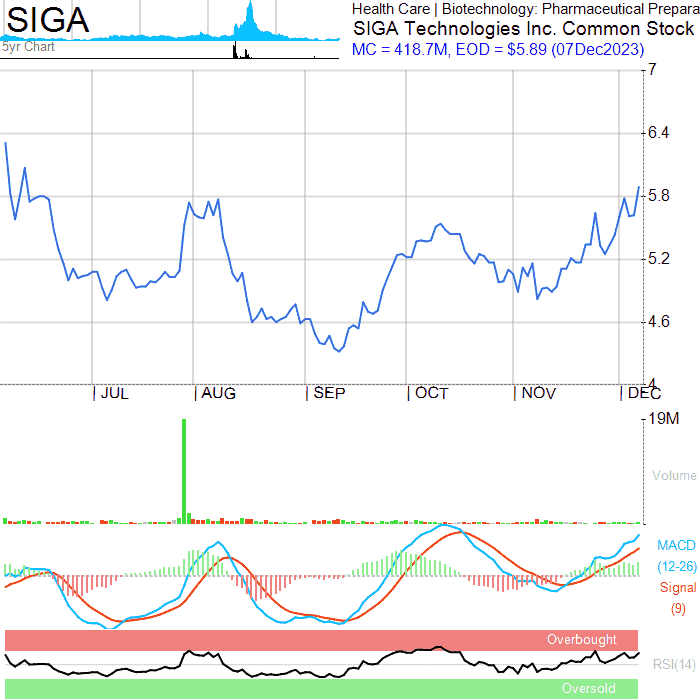 SIGA
5yr Chart
Health Care | Biotechnology: Pharmaceutical Prepara
SIGA Technologies Inc. Common Stock
MC = 418.7M, EOD = $5.89 (07Dec2023)
7
6.4
5.8
5.2
4.6
4
JUL
AUG
SEP
OCT
NOV
DEC
19M
Volume
MACD
(12-26)
Signal
(9)
Overbought
RSI(14)
Oversold